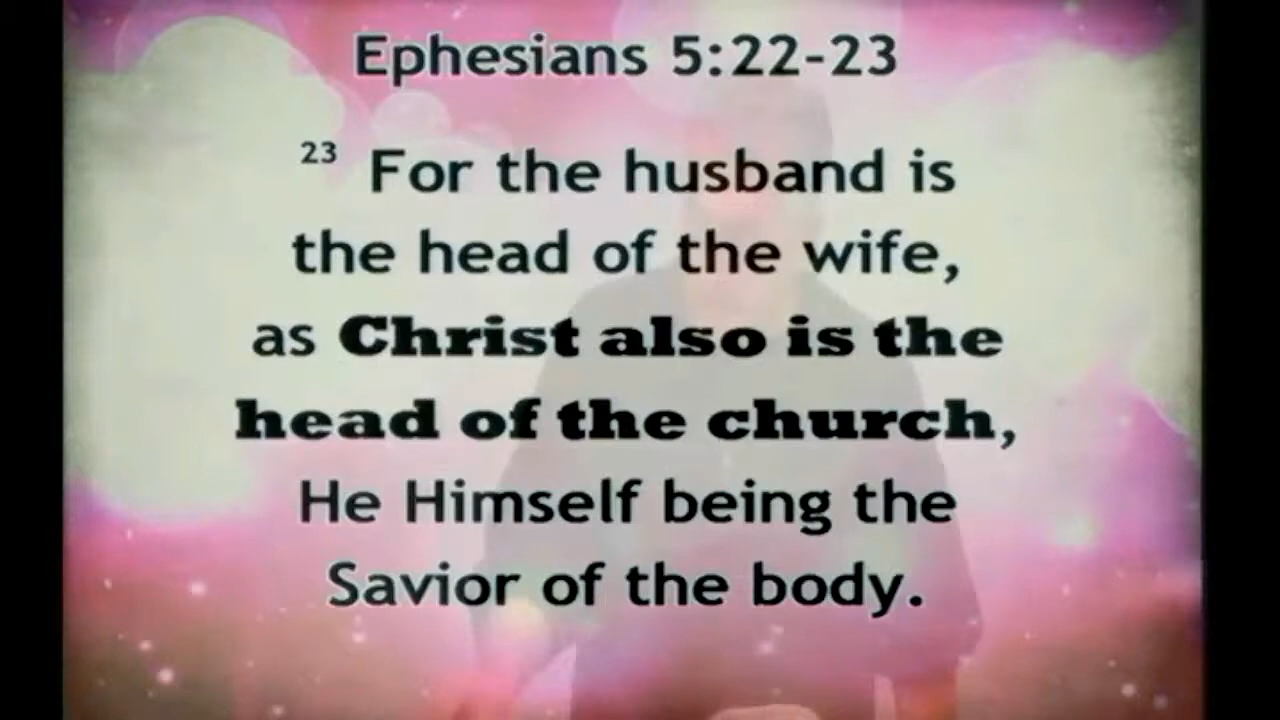 Ephesians 5:22-23
23 For the husband is
the head of the wife,
as Christ also is the
head of the church,
He Himself being the
Savior of the body.